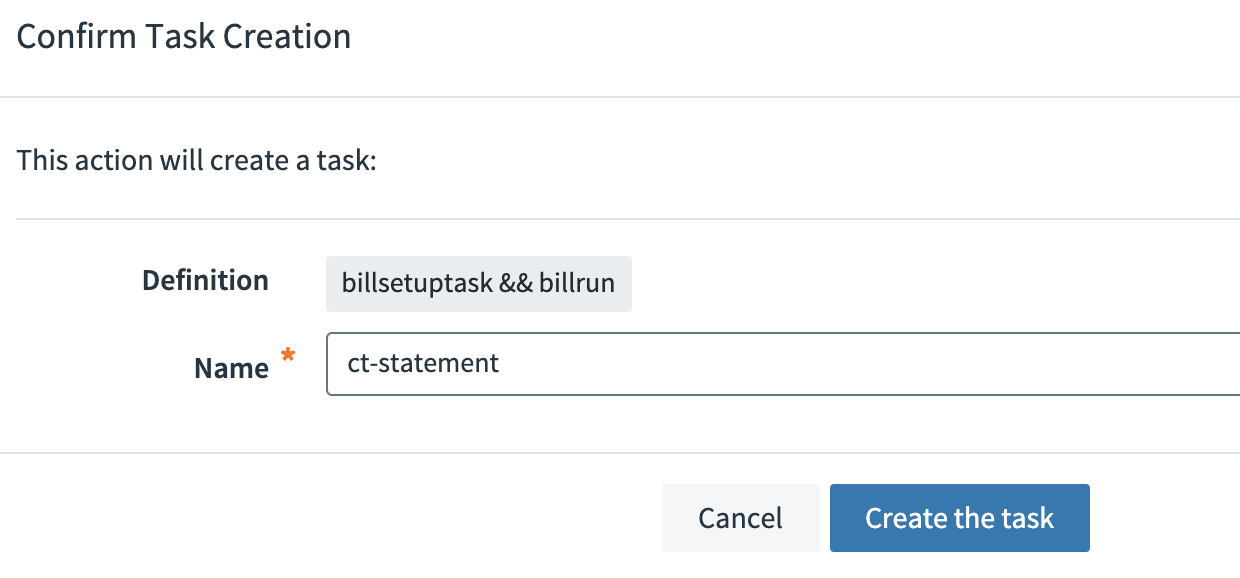 Confirm Task Creation
This action will create a task:
Definition billsetuptask && billrun
Name * ct-statement
Cancel Create the task